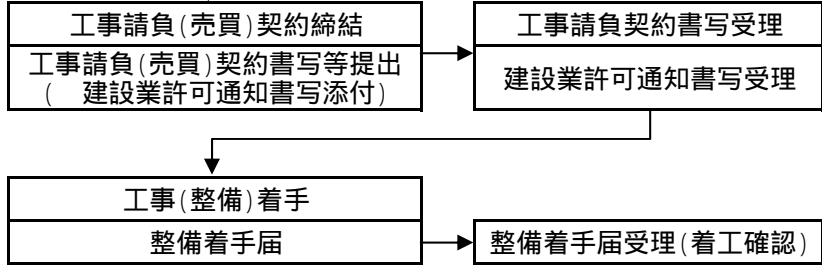 工事請負(売買)契約締結
工事請負(売買)契約書写等提出
(　建設業許可通知書写添付)
工事請負契約書写受理
建設業許可通知書写受理
工事(整備)着手
整備着手届
整備着手届受理(着工確認)